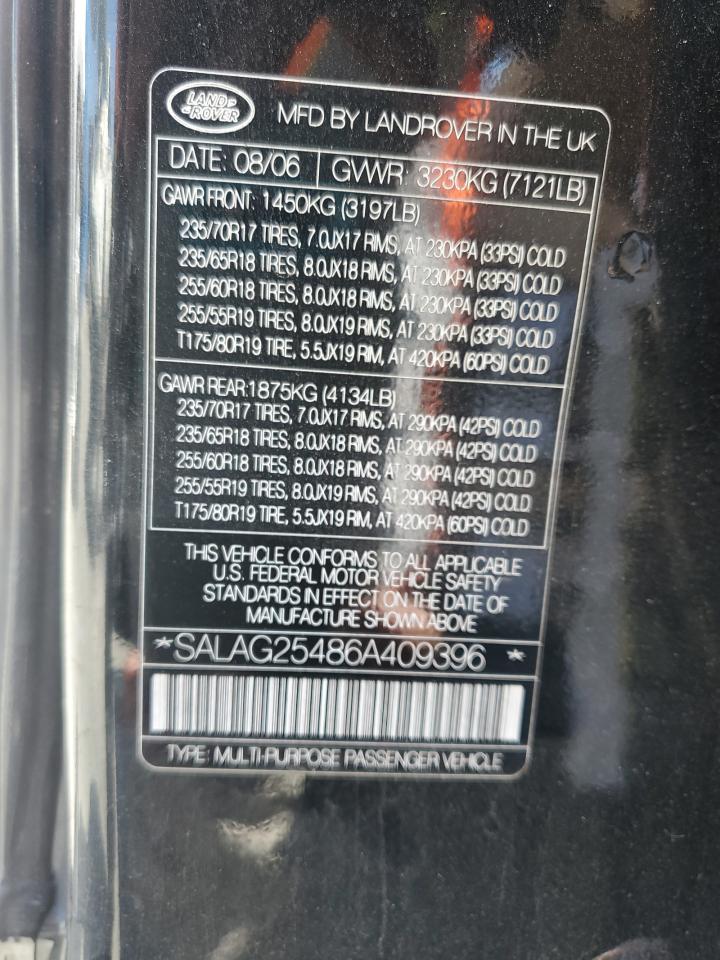 LAND
ROVER
MFD BY LANDROVER IN THE UK
DATE: 08/06 GVWR: 3230KG (7121LB)
GAWR FRONT: 1450KG (3197LB)
235/70R17 TIRES, 7.0JX17 RIMS, AT 230KPA (33PSI) COLD
235/65R18 TIRES, 8.0JX18 RIMS, AT 230KPA (33PSI) COLD
255/60R18 TIRES, 8.0JX18 RIMS, AT 230KPA (33PSI) COLD
255/55R19 TIRES, 8.0JX19 RIMS, AT 230KPA (33PSI) COLD
T175/80R19 TIRE, 5.5JX19 RIM, AT 420KPA (60PSI) COLD
GAWR REAR: 1875KG (4134LB)
235/70R17 TIRES, 7.0JX17 RIMS, AT 290KPA (42PSI) COLD
235/65R18 TIRES, 8.0JX18 RIMS, AT 290KPA (42PSI) COLD
255/60R18 TIRES, 8.0JX18 RIMS, AT 290KPA (42PSI) COLD
255/55R19 TIRES, 8.0JX19 RIMS, AT 290KPA (42PSI) COLD
T175/80R19 TIRE, 5.5JX19 RIM, AT 420KPA (60PSI) COLD
THIS VEHICLE CONFORMS TO ALL APPLICABLE
U.S. FEDERAL MOTOR VEHICLE SAFETY
STANDARDS IN EFFECT ON THE DATE OF
MANUFACTURE SHOWN ABOVE
*SALAG25486A409396 *
TYPE: MULTI-PURPOSE PASSENGER VEHICLE